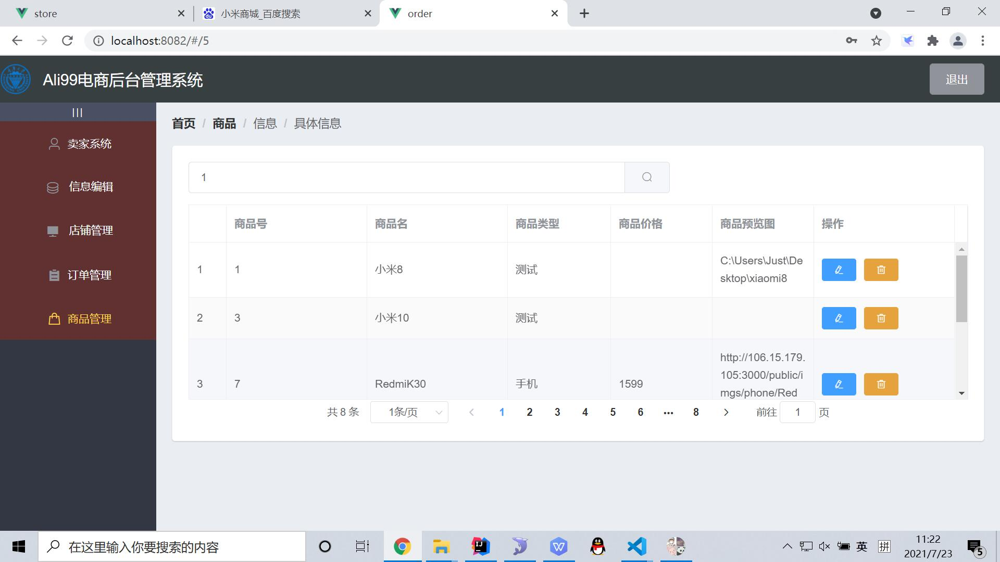 store
小米商城_百度搜索
order
localhost:8082/#/5
Ali99电商后台管理系统
退出
|||
卖家系统
信息编辑
店铺管理
订单管理
商品管理
首页 / 商品 / 信息 / 具体信息
1
商品号 商品名 商品类型 商品价格 商品预览图 操作
1 1 小米8 测试 C:\Users\Just\De
sktop\xiaomi8
2 3 小米10 测试
3 7 RedmiK30 手机 1599 http://106.15.179.
105:3000/public/i
mgs/phone/Red
共 8 条 1条/页 1 2 3 4 5 6 ••• 8 前往 1 页
在这里输入你要搜索的内容
英
拼
11:22
2021/7/23
5